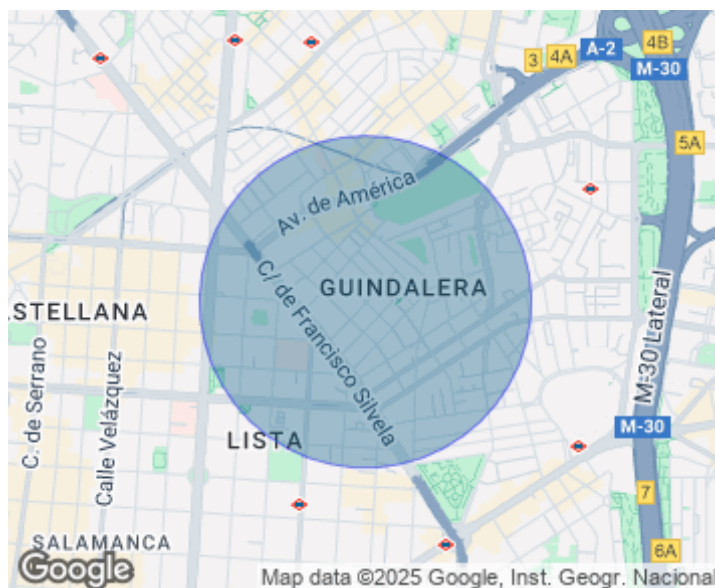 A-2
4B
3
4A
M-30
5A
Av. de América
GUINDALERA
C/ de Francisco Silvela
ASTELLANA
C. de Serrano
Calle Velázquez
M-30 Lateral
M-30
LISTA
7
SALAMANCA
6A
Google
Map data ©2025 Google, Inst. Geogr. Nacional